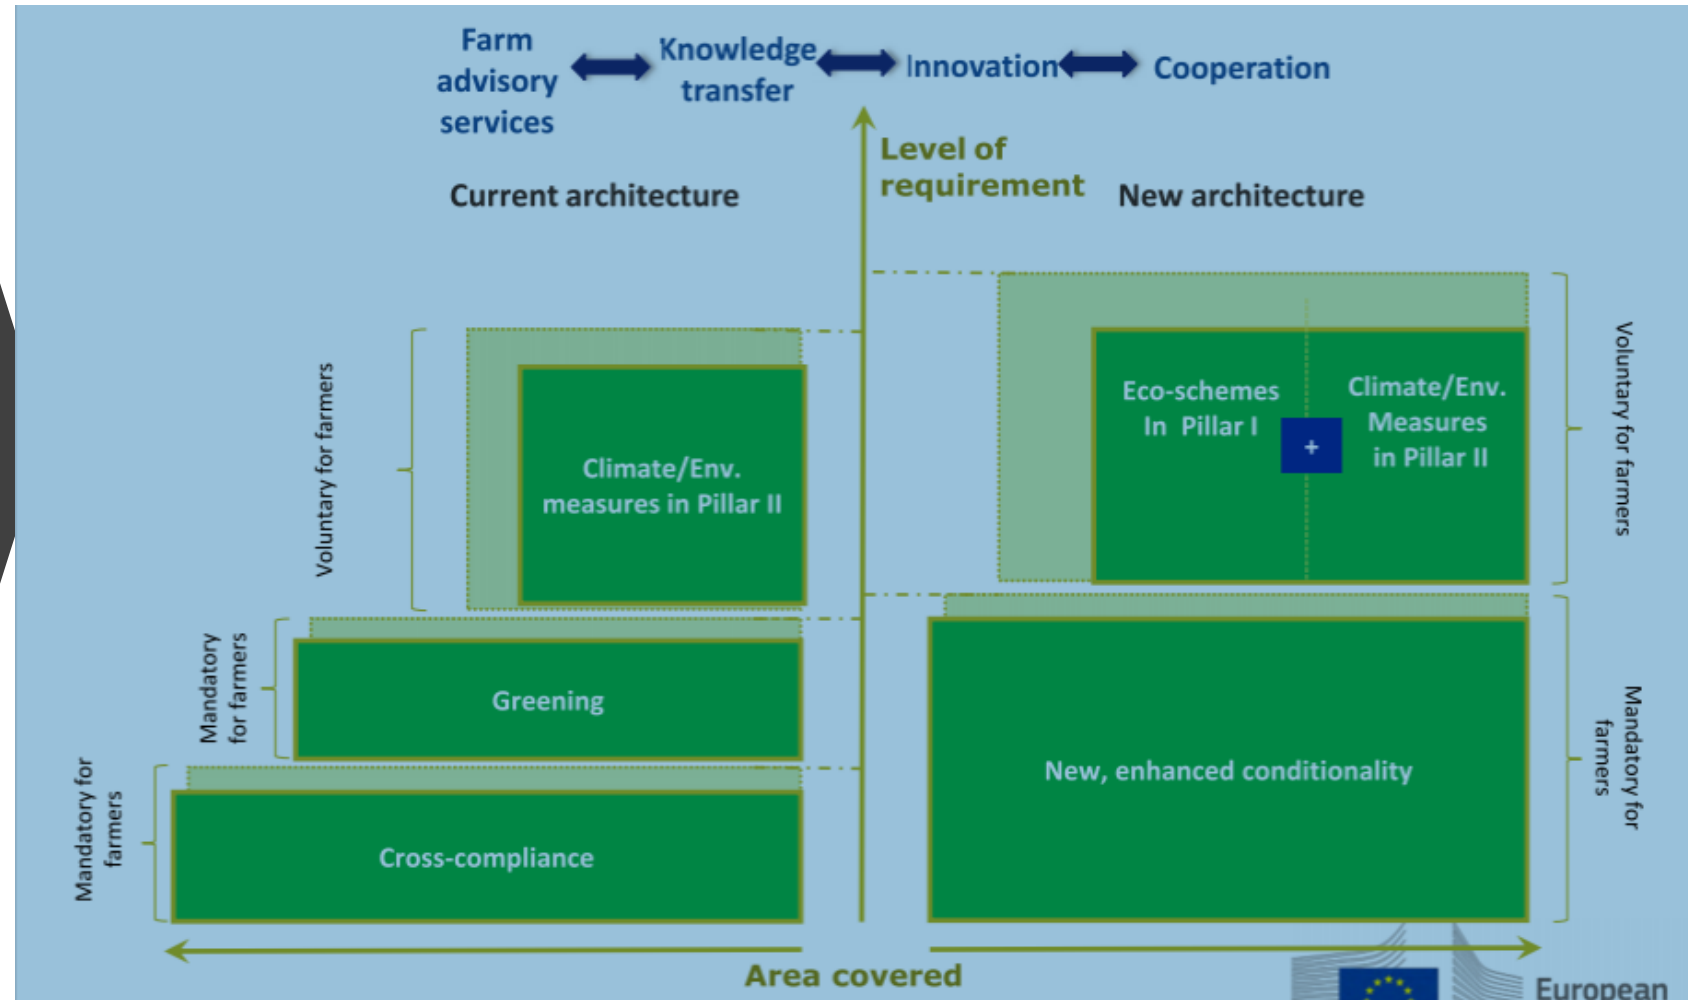 Farm
advisory
services
Knowledge
transfer
Innovation
Cooperation
Level of
requirement
Current architecture
New architecture
Voluntary for farmers
Climate/Env.
measures in Pillar II
Eco-schemes
In Pillar I
+
Climate/Env.
Measures
in Pillar II
Voluntary for farmers
Mandatory
for farmers
Greening
Mandatory for
farmers
Cross-compliance
New, enhanced conditionality
Mandatory for
farmers
Area covered
European